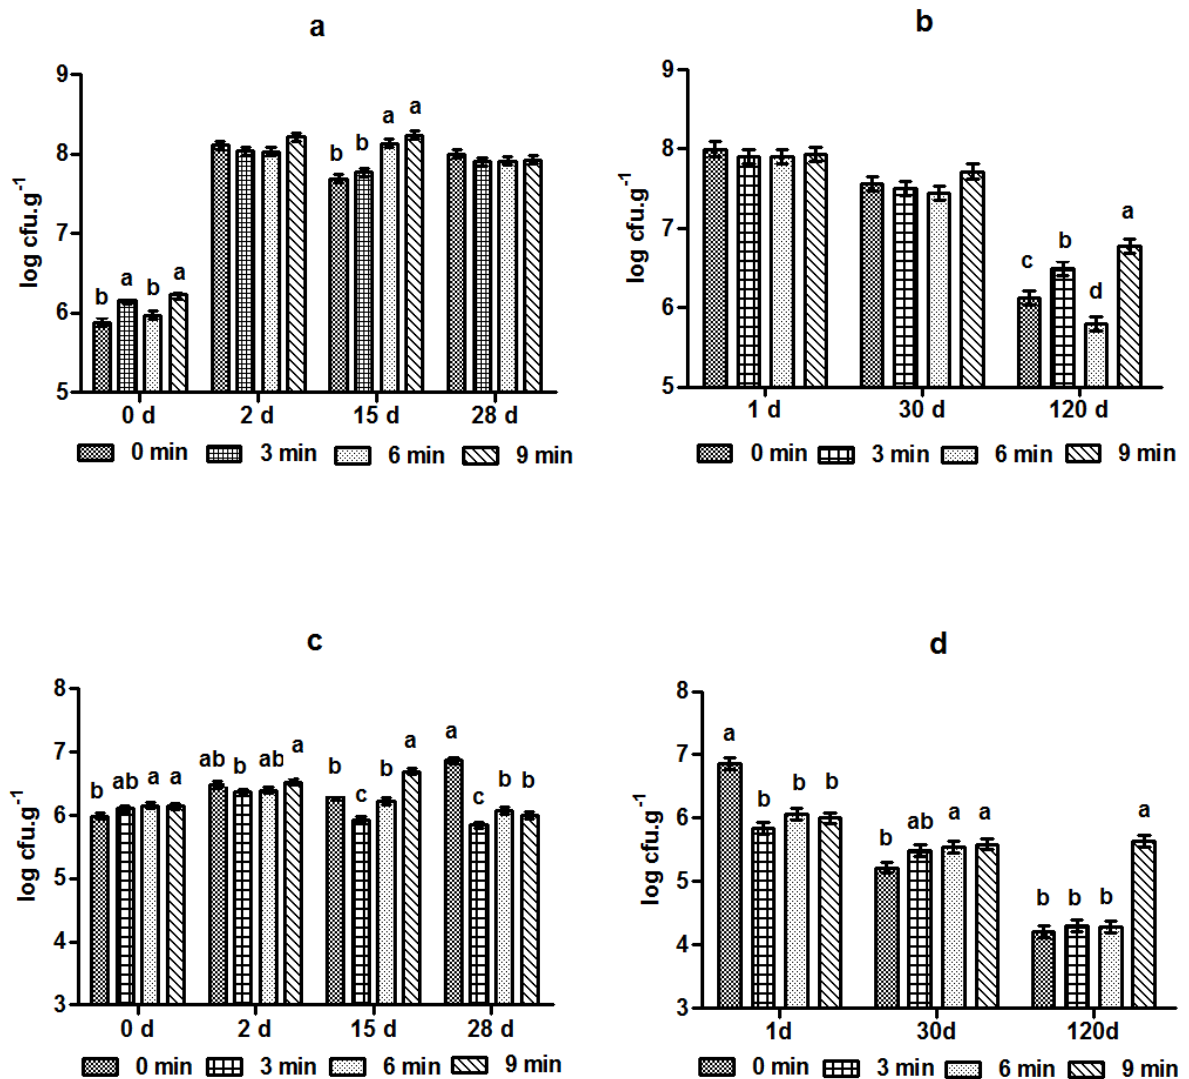 a
log cfu.g-1
9
8
7
6
5
b a b a
b b a a
0 d 2 d 15 d 28 d
0 min 3 min 6 min 9 min
b
log cfu.g-1
9
8
7
6
5
c b d a
1 d 30 d 120 d
0 min 3 min 6 min 9 min
c
log cfu.g-1
8
7
6
5
4
3
b ab a a
ab b ab a
b c b a
a c b b
0 d 2 d 15 d 28 d
0 min 3 min 6 min 9 min
d
log cfu.g-1
8
7
6
5
4
3
a b b b
b ab a a
b b b a
1d 30d 120d
0 min 3 min 6 min 9 min